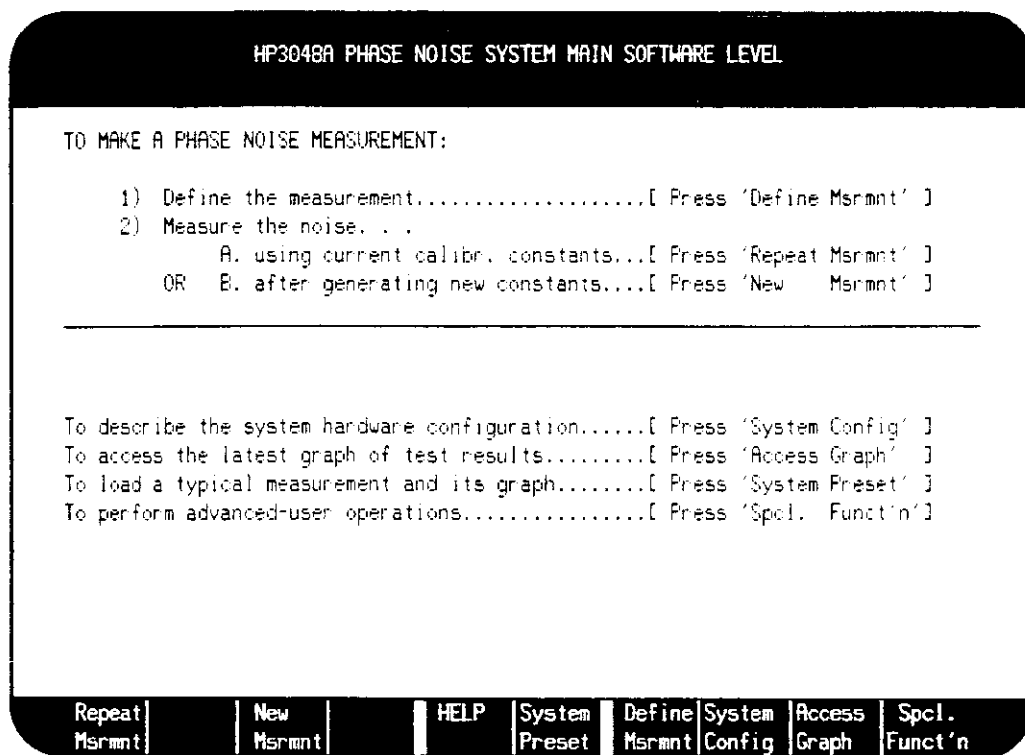 HP3048A PHASE NOISE SYSTEM MAIN SOFTWARE LEVEL
TO MAKE A PHASE NOISE MEASUREMENT:
1) Define the measurement.....................[ Press 'Define Msrmnt' ]
2) Measure the noise. . .
A. using current calibr. constants...[ Press 'Repeat Msrmnt' ]
OR B. after generating new constants....[ Press 'New Msrmnt' ]
To describe the system hardware configuration......[ Press 'System Config' ]
To access the latest graph of test results.........[ Press 'Access Graph' ]
To load a typical measurement and its graph........[ Press 'System Preset' ]
To perform advanced-user operations................[ Press 'Spcl. Funct'n']
Repeat New HELP System Define System Access Spcl.
Msrmnt Msrmnt Preset Msrmnt Config Graph Funct'n